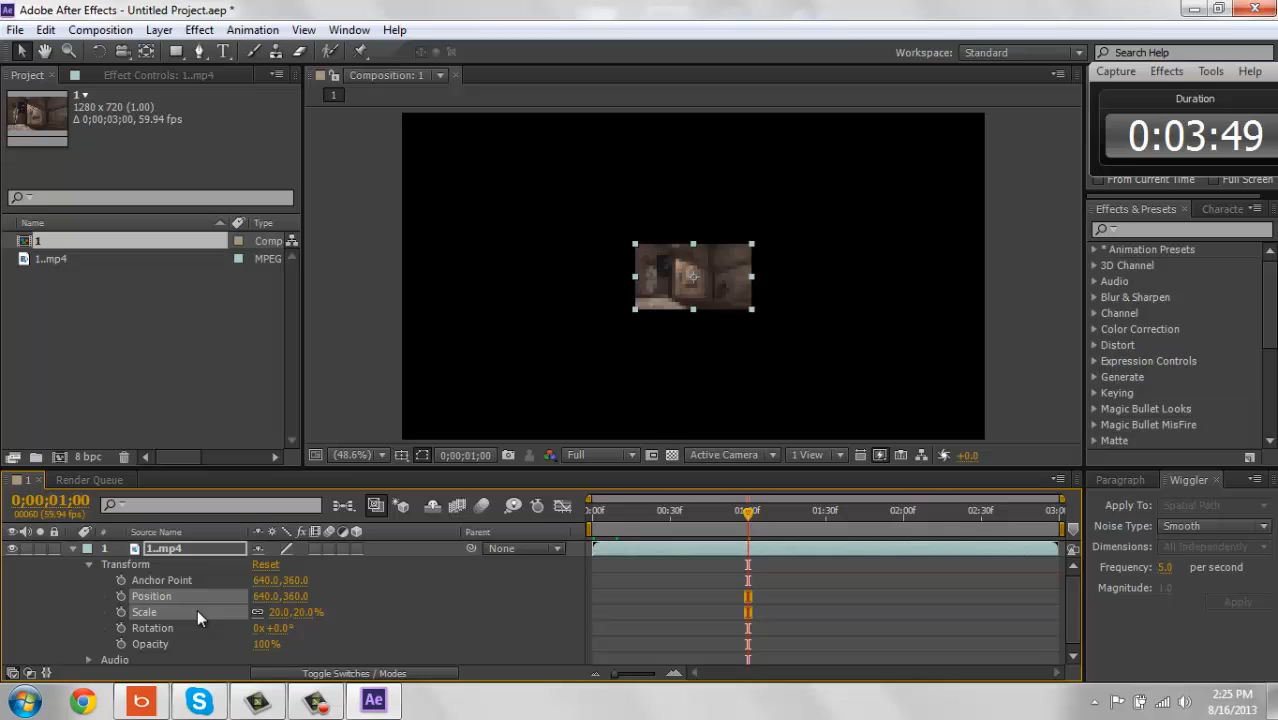 Adobe After Effects - Untitled Project.aep *
File Edit Composition Layer Effect Animation View Window Help
Workspace: Standard Search Help
Project Effect Controls: 1..mp4 Composition: 1 Capture Effects Tools Help
1
1
1280 x 720 (1.00)
Δ 0;00;03;00, 59.94 fps
Duration
0:03:49
From Current Time Full Screen
Effects & Presets Characte
Name Type
1 Comp
1..mp4 MPEG
* Animation Presets
3D Channel
Audio
Blur & Sharpen
Channel
Color Correction
Distort
Expression Controls
Generate
Keying
Magic Bullet Looks
Magic Bullet MisFire
Matte
8 bpc (48.6%) 0;00;01;00 Full Active Camera 1 View +0.0
1 Render Queue Paragraph Wiggler
0;00;01;00
00060 (59.94 fps)
:00f 00:30f 01:00f 01:30f 02:00f 02:30f 03:0
# Source Name Parent
1 1..mp4 None
Transform Reset
Anchor Point 640.0,360.0
Position 640.0,360.0
Scale 20.0,20.0%
Rotation 0x +0.0°
Opacity 100%
Audio
Toggle Switches / Modes
Apply To: Spatial Path
Noise Type: Smooth
Dimensions: All Independently
Frequency: 5.0 per second
Magnitude: 1.0
Apply
b S Ae
2:25 PM
8/16/2013